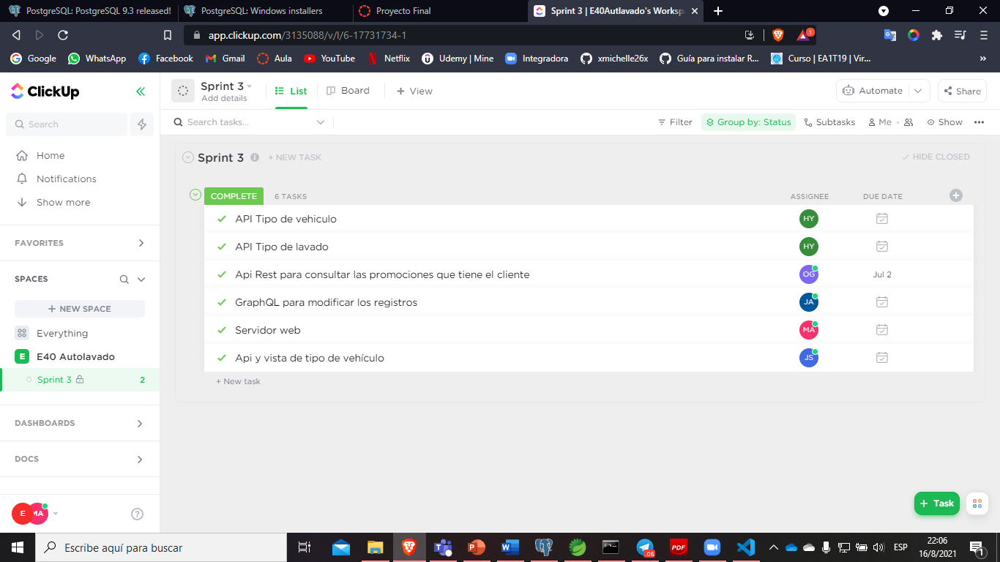 PostgreSQL: PostgreSQL 9.3 released!
PostgreSQL: Windows installers
Proyecto Final
Sprint 3 | E40Autlavado's Workspa
app.clickup.com/3135088/v/l/6-17731734-1
1
Google
WhatsApp
Facebook
Gmail
Aula
YouTube
Netflix
Udemy | Mine
Integradora
xmichelle26x
Guía para instalar R...
Curso | EA1T19 | Vir...
ClickUp
Sprint 3
Add details
List
Board
+ View
Automate
Share
Search
Search tasks...
Filter
Group by: Status
Subtasks
Me
Show
Home
Notifications
Show more
FAVORITES
SPACES
+ NEW SPACE
Everything
E E40 Autolavado
Sprint 3 2
DASHBOARDS
DOCS
E MA
Sprint 3 + NEW TASK HIDE CLOSED
COMPLETE 6 TASKS ASSIGNEE DUE DATE
API Tipo de vehiculo HY
API Tipo de lavado HY
Api Rest para consultar las promociones que tiene el cliente OG Jul 2
GraphQL para modificar los registros JA
Servidor web MA
Api y vista de tipo de vehículo JS
+ New task
+ Task
Escribe aquí para buscar
.06
PDF
ESP
22:06
16/8/2021
1